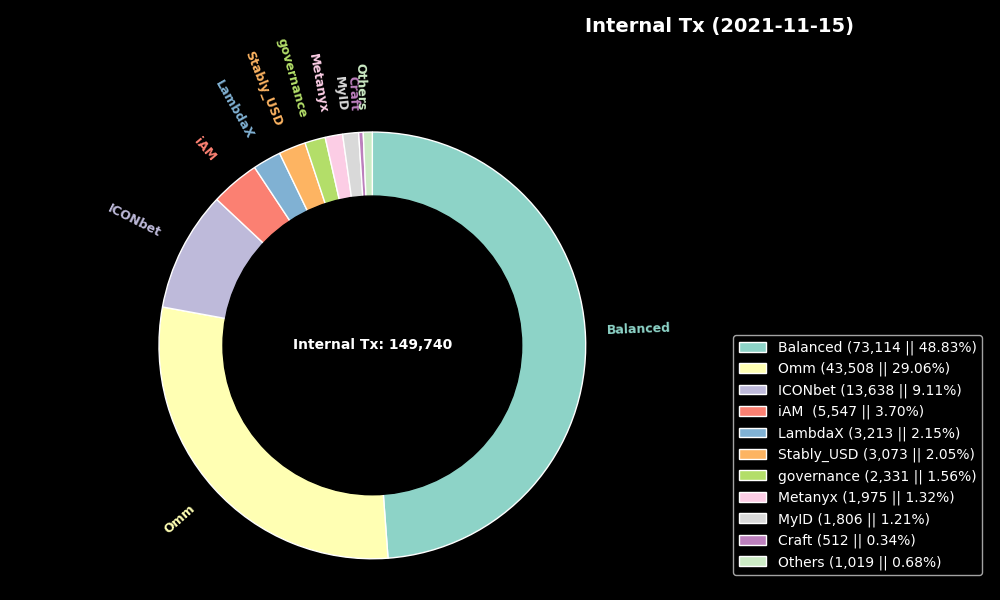 Internal Tx (2021-11-15)
Others
Craft
MyID
Metanyx
governance
Stably_USD
LambdaX
iAM
ICONbet
Omm
Balanced
Internal Tx: 149,740
Balanced (73,114 || 48.83%)
Omm (43,508 || 29.06%)
ICONbet (13,638 || 9.11%)
iAM  (5,547 || 3.70%)
LambdaX (3,213 || 2.15%)
Stably_USD (3,073 || 2.05%)
governance (2,331 || 1.56%)
Metanyx (1,975 || 1.32%)
MyID (1,806 || 1.21%)
Craft (512 || 0.34%)
Others (1,019 || 0.68%)